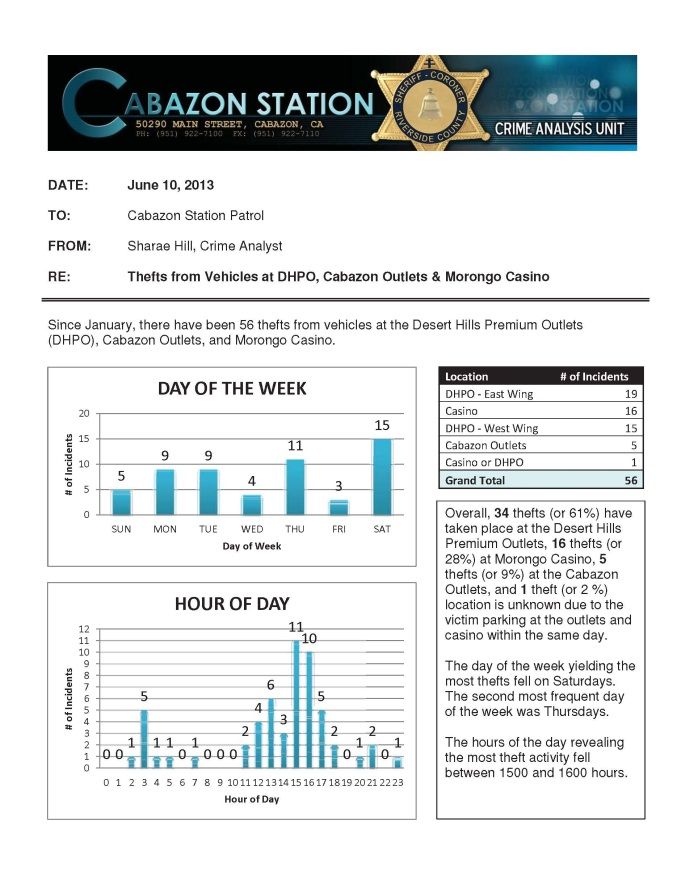 CABAZON STATION
50290 MAIN STREET, CABAZON, CA
PH: (951) 922-7100 FX: (951) 922-7110
SHERIFF - CORONER
RIVERSIDE COUNTY
CRIME ANALYSIS UNIT
DATE: June 10, 2013
TO: Cabazon Station Patrol
FROM: Sharae Hill, Crime Analyst
RE: Thefts from Vehicles at DHPO, Cabazon Outlets & Morongo Casino
Since January, there have been 56 thefts from vehicles at the Desert Hills Premium Outlets
(DHPO), Cabazon Outlets, and Morongo Casino.
DAY OF THE WEEK
# of Incidents
20
15
10
5
0
5 9 9 4 11 3 15
SUN MON TUE WED THU FRI SAT
Day of Week
Location # of Incidents
DHPO - East Wing 19
Casino 16
DHPO - West Wing 15
Cabazon Outlets 5
Casino or DHPO 1
Grand Total 56
HOUR OF DAY
# of Incidents
12
11
10
9
8
7
6
5
4
3
2
1
0
0 0 1 5 1 1 0 1 0 0 0 2 4 6 3 11 10 5 2 0 1 2 0 1
0 1 2 3 4 5 6 7 8 9 10 11 12 13 14 15 16 17 18 19 20 21 22 23
Hour of Day
Overall, 34 thefts (or 61%) have
taken place at the Desert Hills
Premium Outlets, 16 thefts (or
28%) at Morongo Casino, 5
thefts (or 9%) at the Cabazon
Outlets, and 1 theft (or 2 %)
location is unknown due to the
victim parking at the outlets and
casino within the same day.
The day of the week yielding the
most thefts fell on Saturdays.
The second most frequent day
of the week was Thursdays.
The hours of the day revealing
the most theft activity fell
between 1500 and 1600 hours.